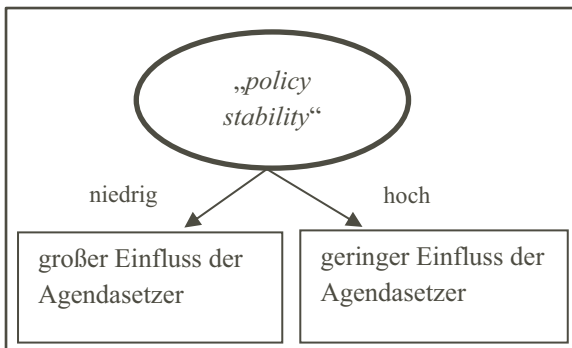 „policy
stability“
niedrig
hoch
großer Einfluss der
Agendasetzer
geringer Einfluss der
Agendasetzer